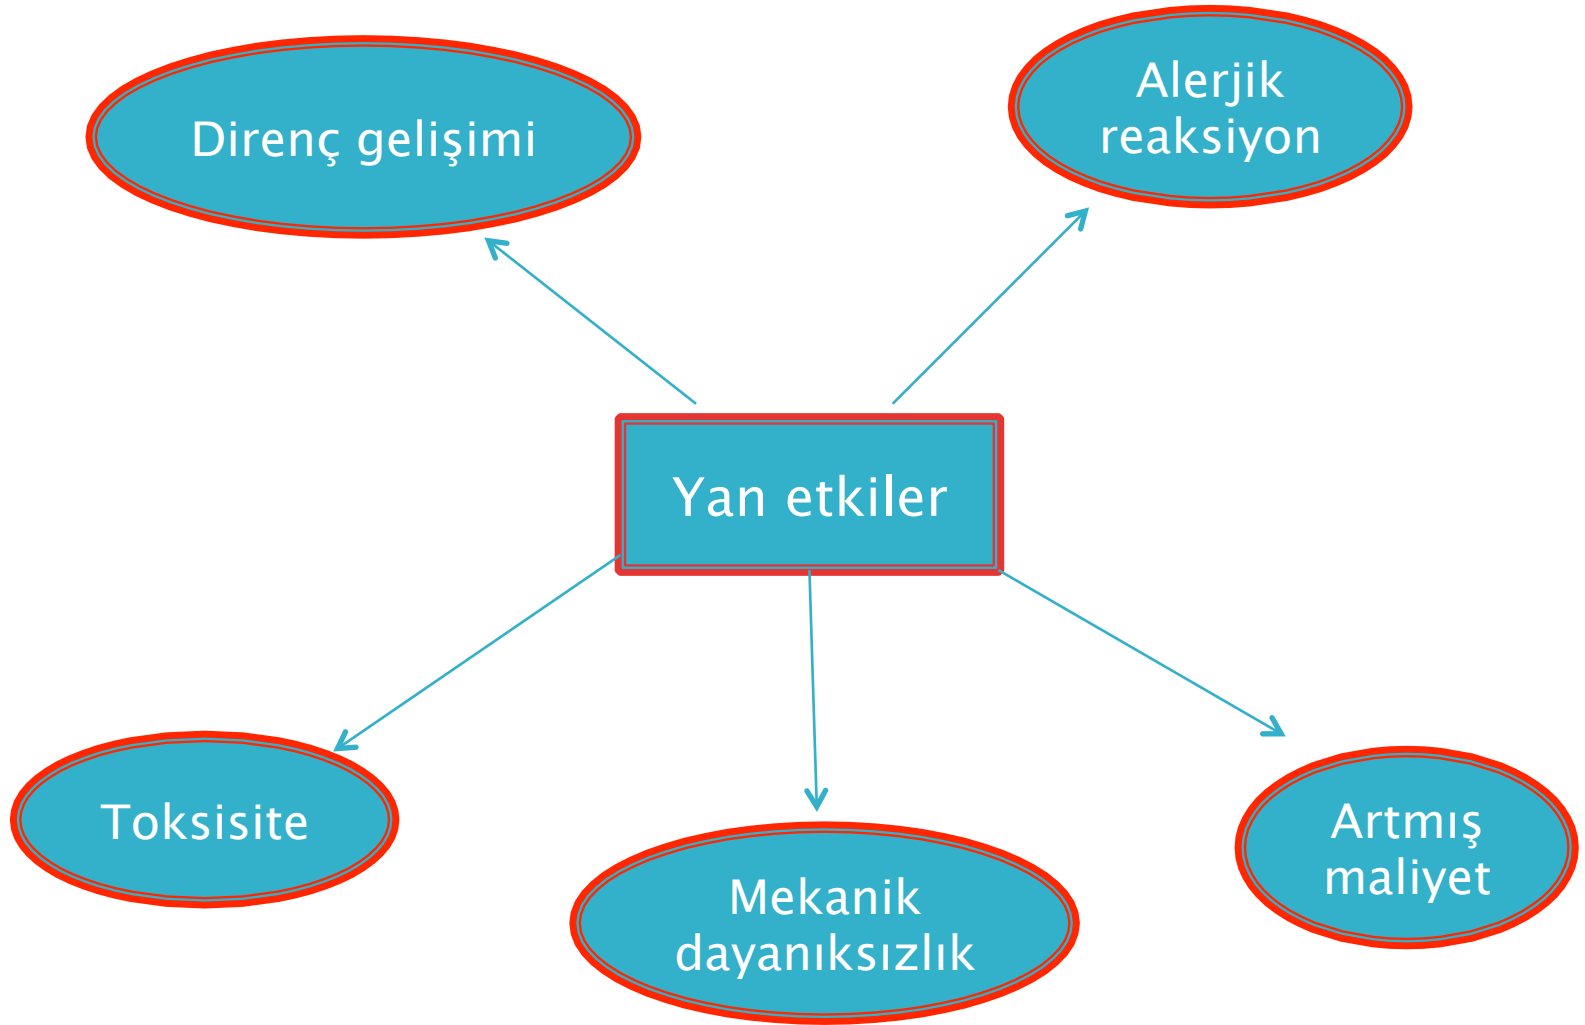 Direnç gelişimi
Alerjik
reaksiyon
Yan etkiler
Toksisite
Mekanik
dayanıksızlık
Artmış
maliyet